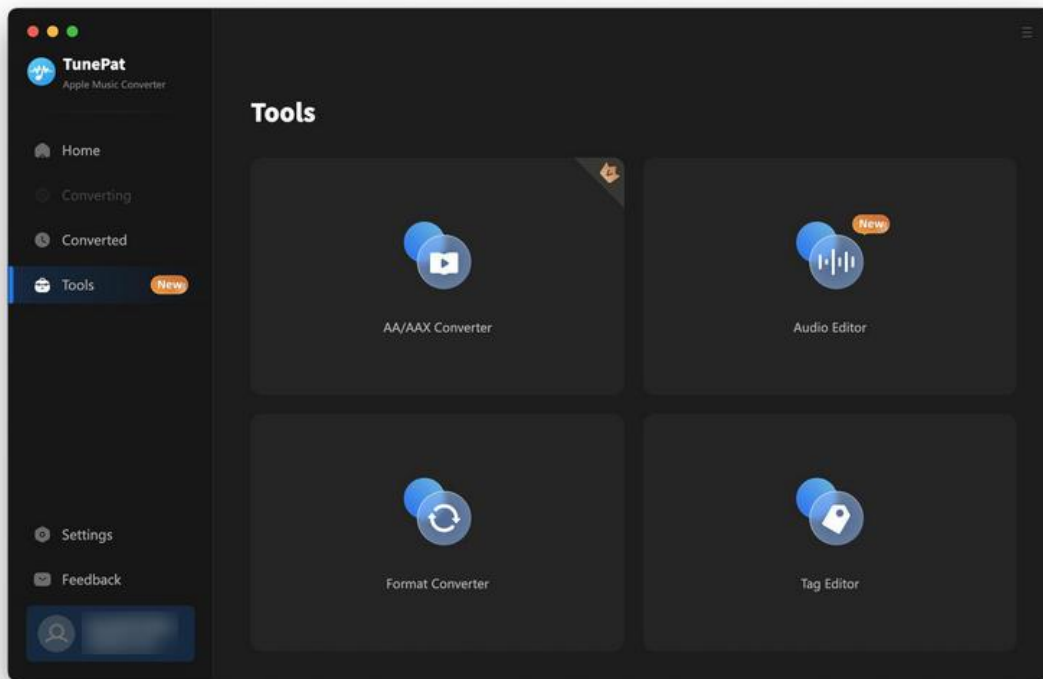 TunePat
Apple Music Converter
Home
Converting
Converted
Tools
New
Settings
Feedback
Tools
AA/AAX Converter
New
Audio Editor
Format Converter
Tag Editor